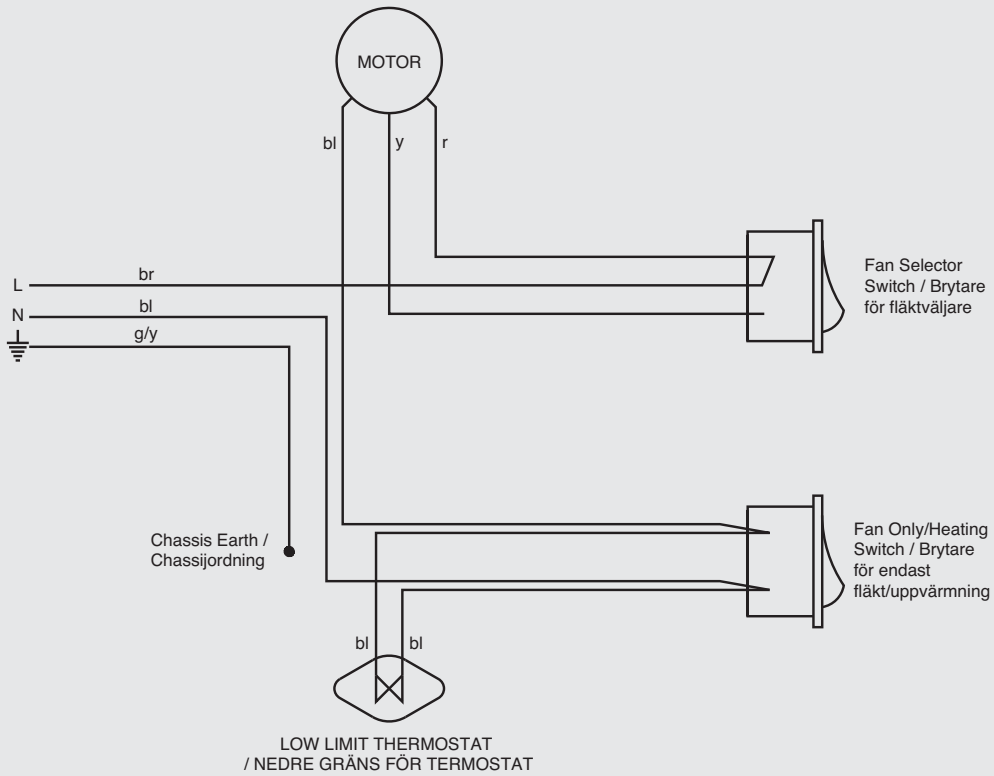 MOTOR
bl
y
r
Fan Selector
Switch / Brytare
för fläktväljare
L
br
N
bl
g/y
Chassis Earth /
Chassijordning
Fan Only/Heating
Switch / Brytare
för endast
fläkt/uppvärmning
bl
bl
LOW LIMIT THERMOSTAT
/ NEDRE GRÄNS FÖR TERMOSTAT